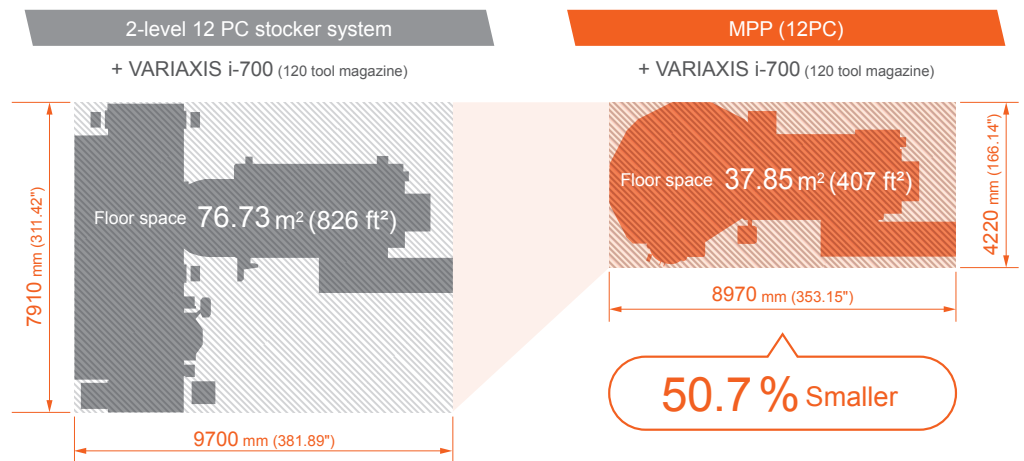 2-level 12 PC stocker system
+ VARIAXIS i-700 (120 tool magazine)
7910 mm (311.42")
Floor space 76.73 m² (826 ft²)
9700 mm (381.89")
MPP (12PC)
+ VARIAXIS i-700 (120 tool magazine)
Floor space 37.85 m² (407 ft²)
4220 mm (166.14")
8970 mm (353.15")
50.7 % Smaller